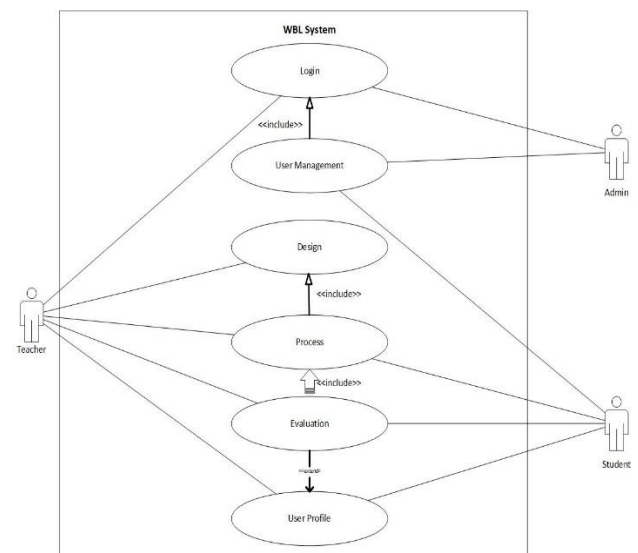 WBL System
Login
<<include>>
User Management
Admin
Design
<<include>>
Teacher
Process
<<include>>
Evaluation
Student
User Profile